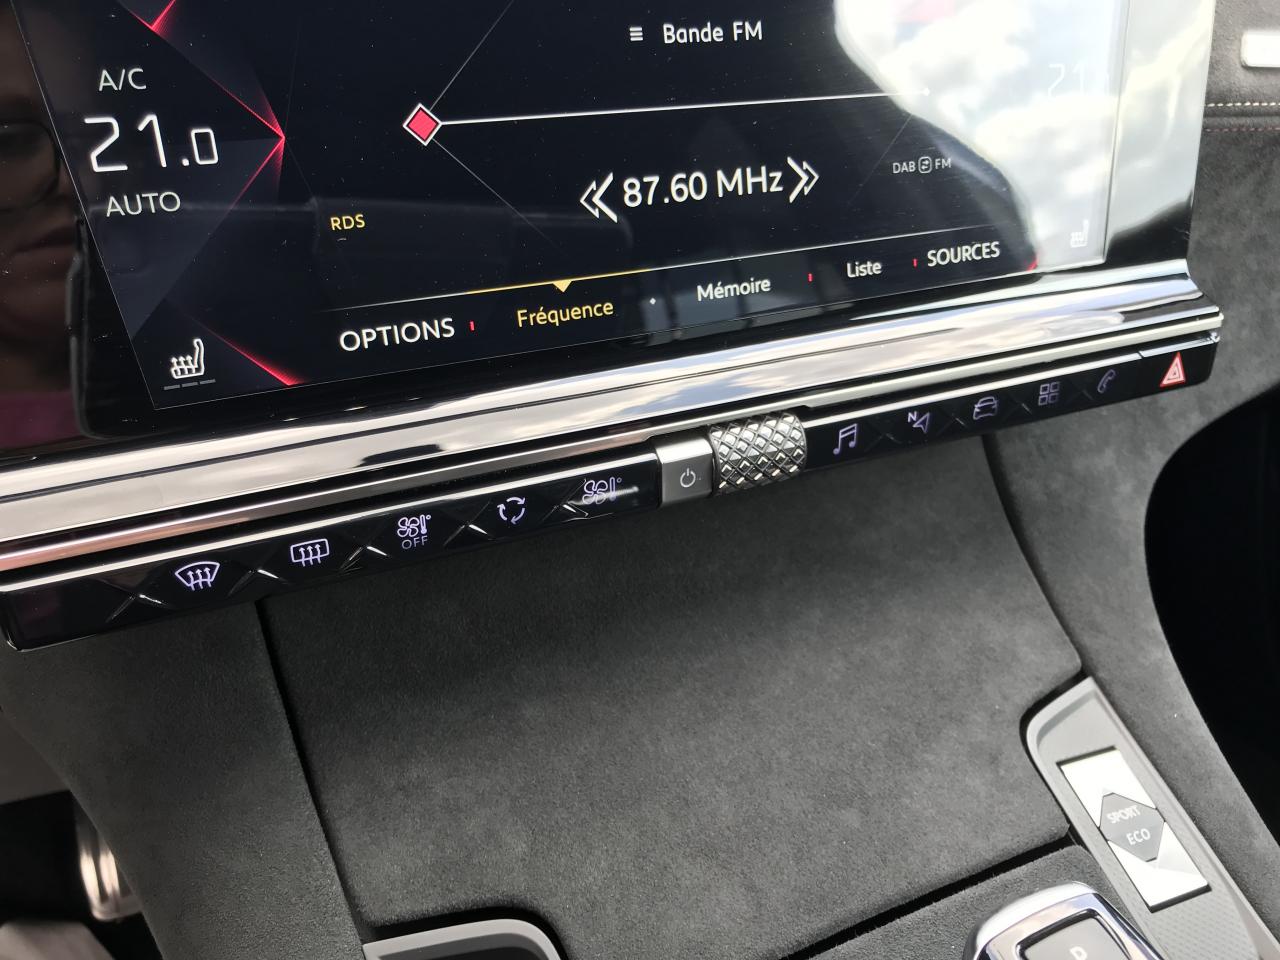 Bande FM
A/C
21.0
AUTO
87.60 MHz
DAB FM
RDS
OPTIONS
Fréquence
Mémoire
Liste
SOURCES
N
OFF
SPORT
ECO
D